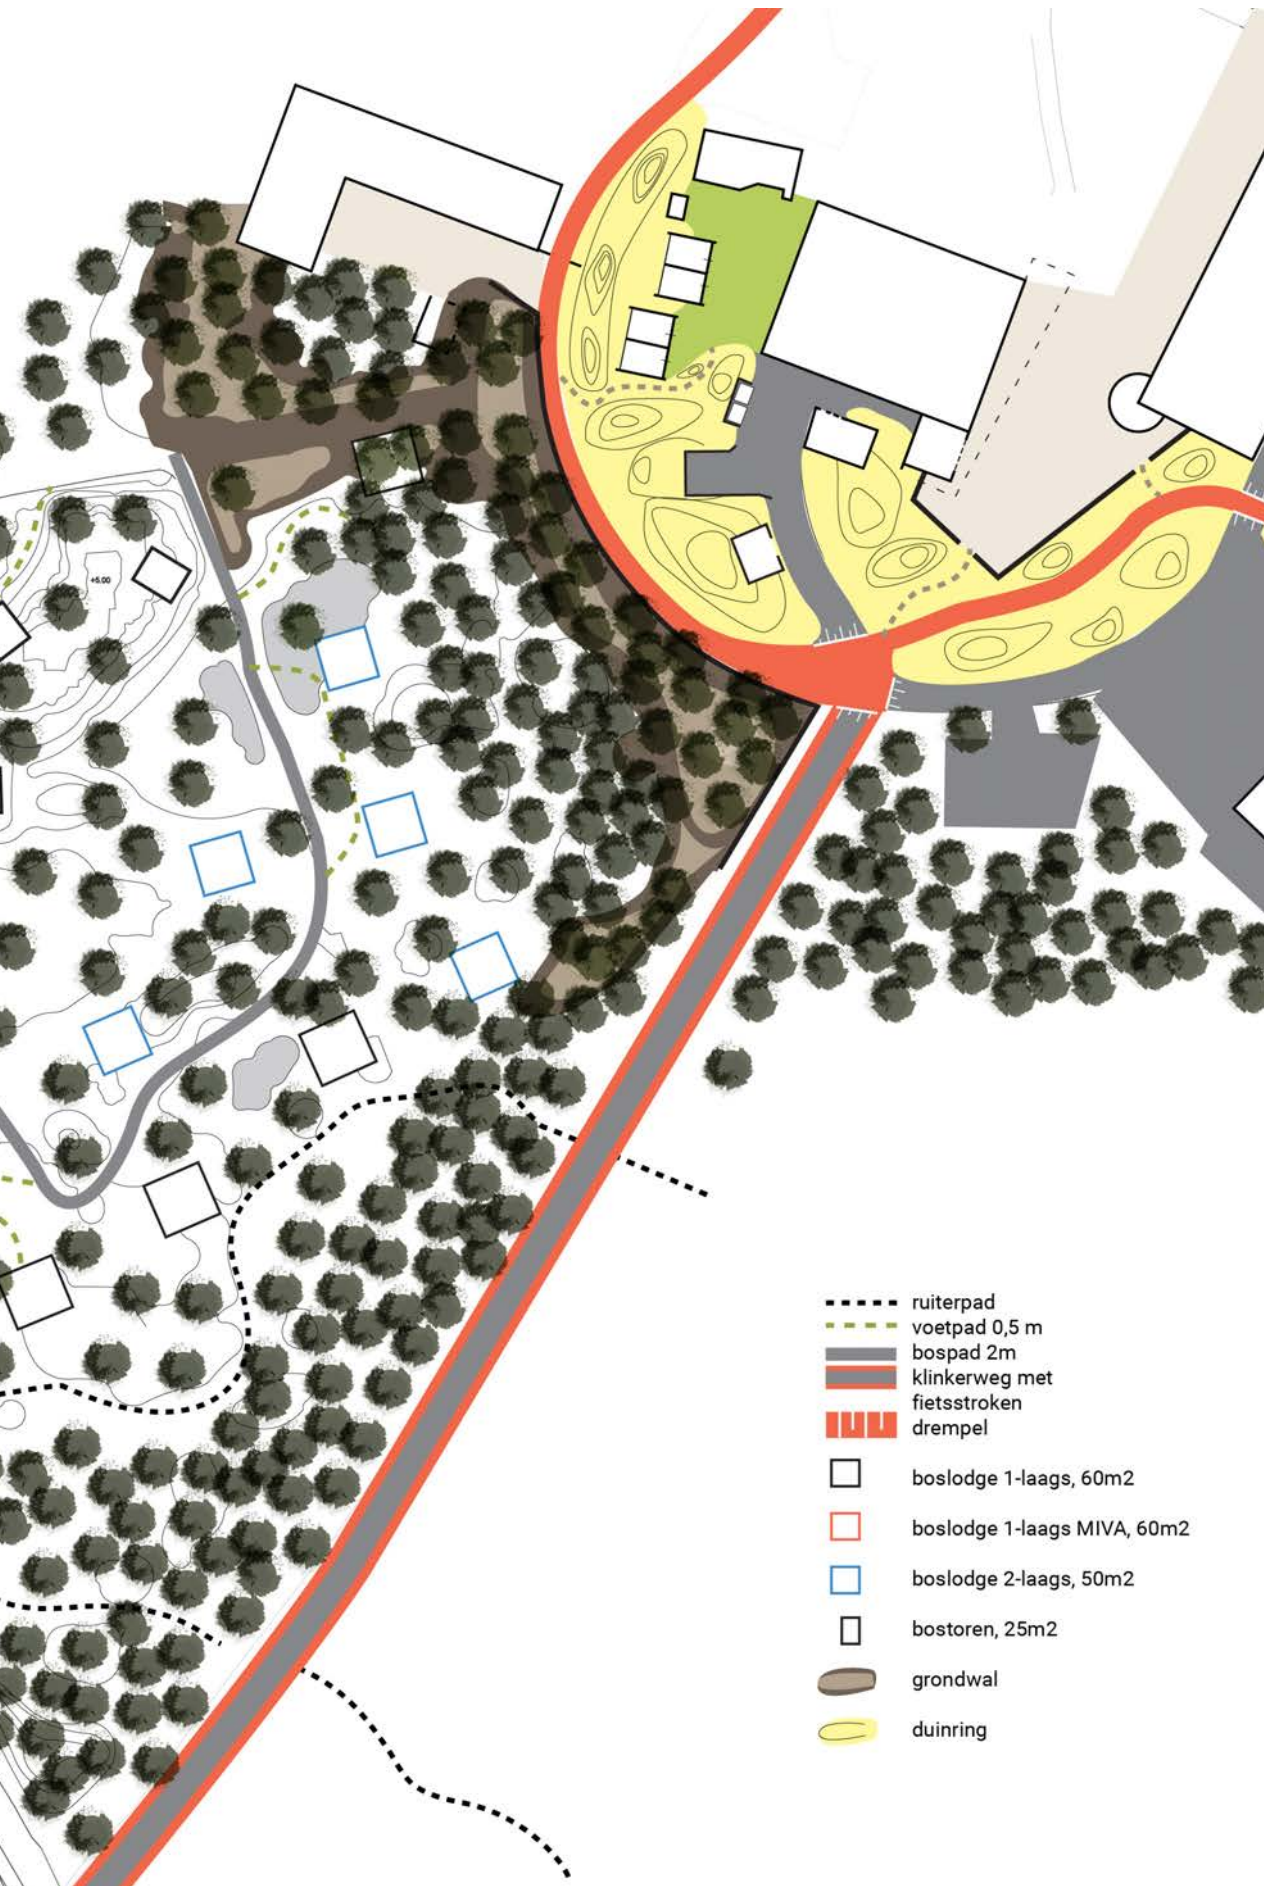 +5.00
ruiterpad
voetpad 0,5 m
bospad 2m
klinkerweg met
fietsstroken
drempel
boslodge 1-laags, 60m2
boslodge 1-laags MIVA, 60m2
boslodge 2-laags, 50m2
bostoren, 25m2
grondwal
duinring